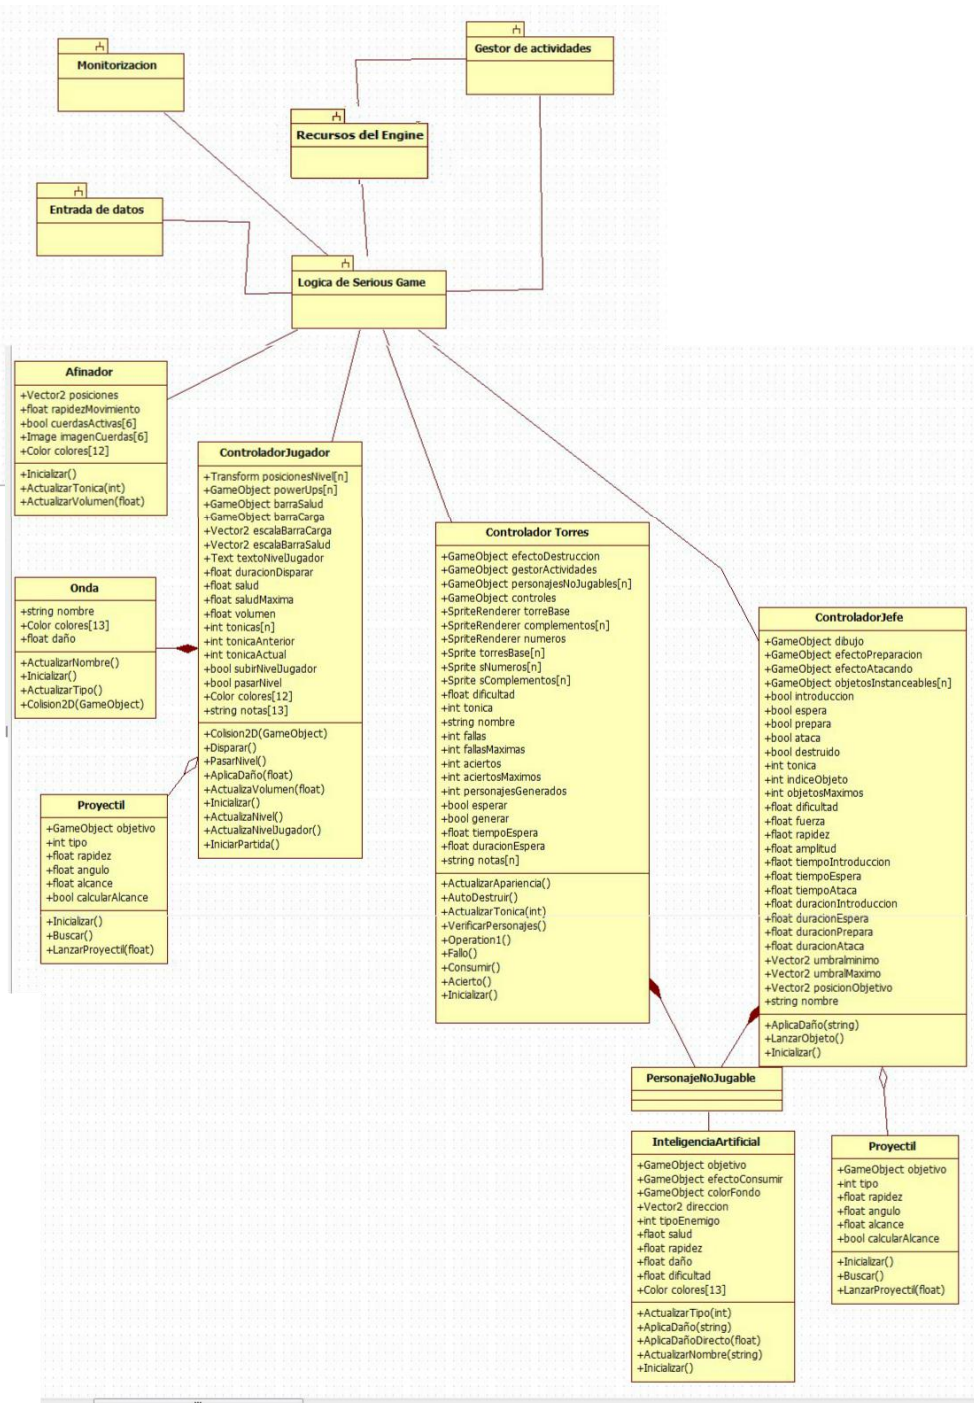 Gestor de actividades
Monitorizacion
Recursos del Engine
Entrada de datos
Logica de Serious Game
Afinador
+Vector2 posiciones
+float rapidezMovimiento
+bool cuerdasActivas[6]
+Image imagenCuerdas[6]
+Color colores[12]
+Inicializar()
+ActualizarTonica(int)
+ActualizarVolumen(float)
ControladorJugador
+Transform posicionesNivel[n]
+GameObject powerUps[n]
+GameObject barraSalud
+GameObject barraCarga
+Vector2 escalaBarraCarga
+Vector2 escalaBarraSalud
+Text textoNivelJugador
+float duracionDisparar
+float salud
+float saludMaxima
+float volumen
+int tonicas[n]
+int tonicaAnterior
+int tonicaActual
+bool subirNivelJugador
+bool pasarNivel
+Color colores[12]
+string notas[13]
+Colision2D(GameObject)
+Disparar()
+PasarNivel()
+AplicaDaño(float)
+ActualizaVolumen(float)
+Inicializar()
+ActualizaNivel()
+ActualizaNivelJugador()
+IniciarPartida()
Onda
+string nombre
+Color colores[13]
+float daño
+ActualizarNombre()
+Inicializar()
+ActualizarTipo()
+Colision2D(GameObject)
Proyectil
+GameObject objetivo
+int tipo
+float rapidez
+float angulo
+float alcance
+bool calcularAlcance
+Inicializar()
+Buscar()
+LanzarProyectil(float)
Controlador Torres
+GameObject efectoDestruccion
+GameObject gestorActividades
+GameObject personajesNoJugables[n]
+GameObject controles
+SpriteRenderer torreBase
+SpriteRenderer complementos[n]
+SpriteRenderer numeros
+Sprite torresBase[n]
+Sprite sNumeros[n]
+Sprite sComplementos[n]
+float dificultad
+int tonica
+string nombre
+int fallas
+int fallasMaximas
+int aciertos
+int aciertosMaximos
+int personajesGenerados
+bool esperar
+bool generar
+float tiempoEspera
+float duracionEspera
+string notas[n]
+ActualizarApariencia()
+AutoDestruir()
+ActualizarTonica(int)
+VerificarPersonajes()
+Operation1()
+Fallo()
+Consumir()
+Acierto()
+Inicializar()
ControladorJefe
+GameObject dibujo
+GameObject efectoPreparacion
+GameObject efectoAtacando
+GameObject objetosInstanceables[n]
+bool introduccion
+bool espera
+bool prepara
+bool ataca
+bool destruido
+int tonica
+int indiceObjeto
+int objetosMaximos
+float dificultad
+float fuerza
+flaot rapidez
+float amplitud
+flaot tiempoIntroduccion
+float tiempoEspera
+float tiempoAtaca
+float duracionIntroduccion
+float duracionEspera
+float duracionPrepara
+float duracionAtaca
+Vector2 umbralminimo
+Vector2 umbralMaximo
+Vector2 posicionObjetivo
+string nombre
+AplicaDaño(string)
+LanzarObjeto()
+Inicializar()
PersonajeNoJugable
InteligenciaArtificial
+GameObject objetivo
+GameObject efectoConsumir
+GameObject colorFondo
+Vector2 direccion
+int tipoEnemigo
+flaot salud
+float rapidez
+float daño
+float dificultad
+Color colores[13]
+ActualizarTipo(int)
+AplicaDaño(string)
+AplicaDañoDirecto(float)
+ActualizarNombre(string)
+Inicializar()
Proyectil
+GameObject objetivo
+int tipo
+float rapidez
+float angulo
+float alcance
+bool calcularAlcance
+Inicializar()
+Buscar()
+LanzarProyectil(float)